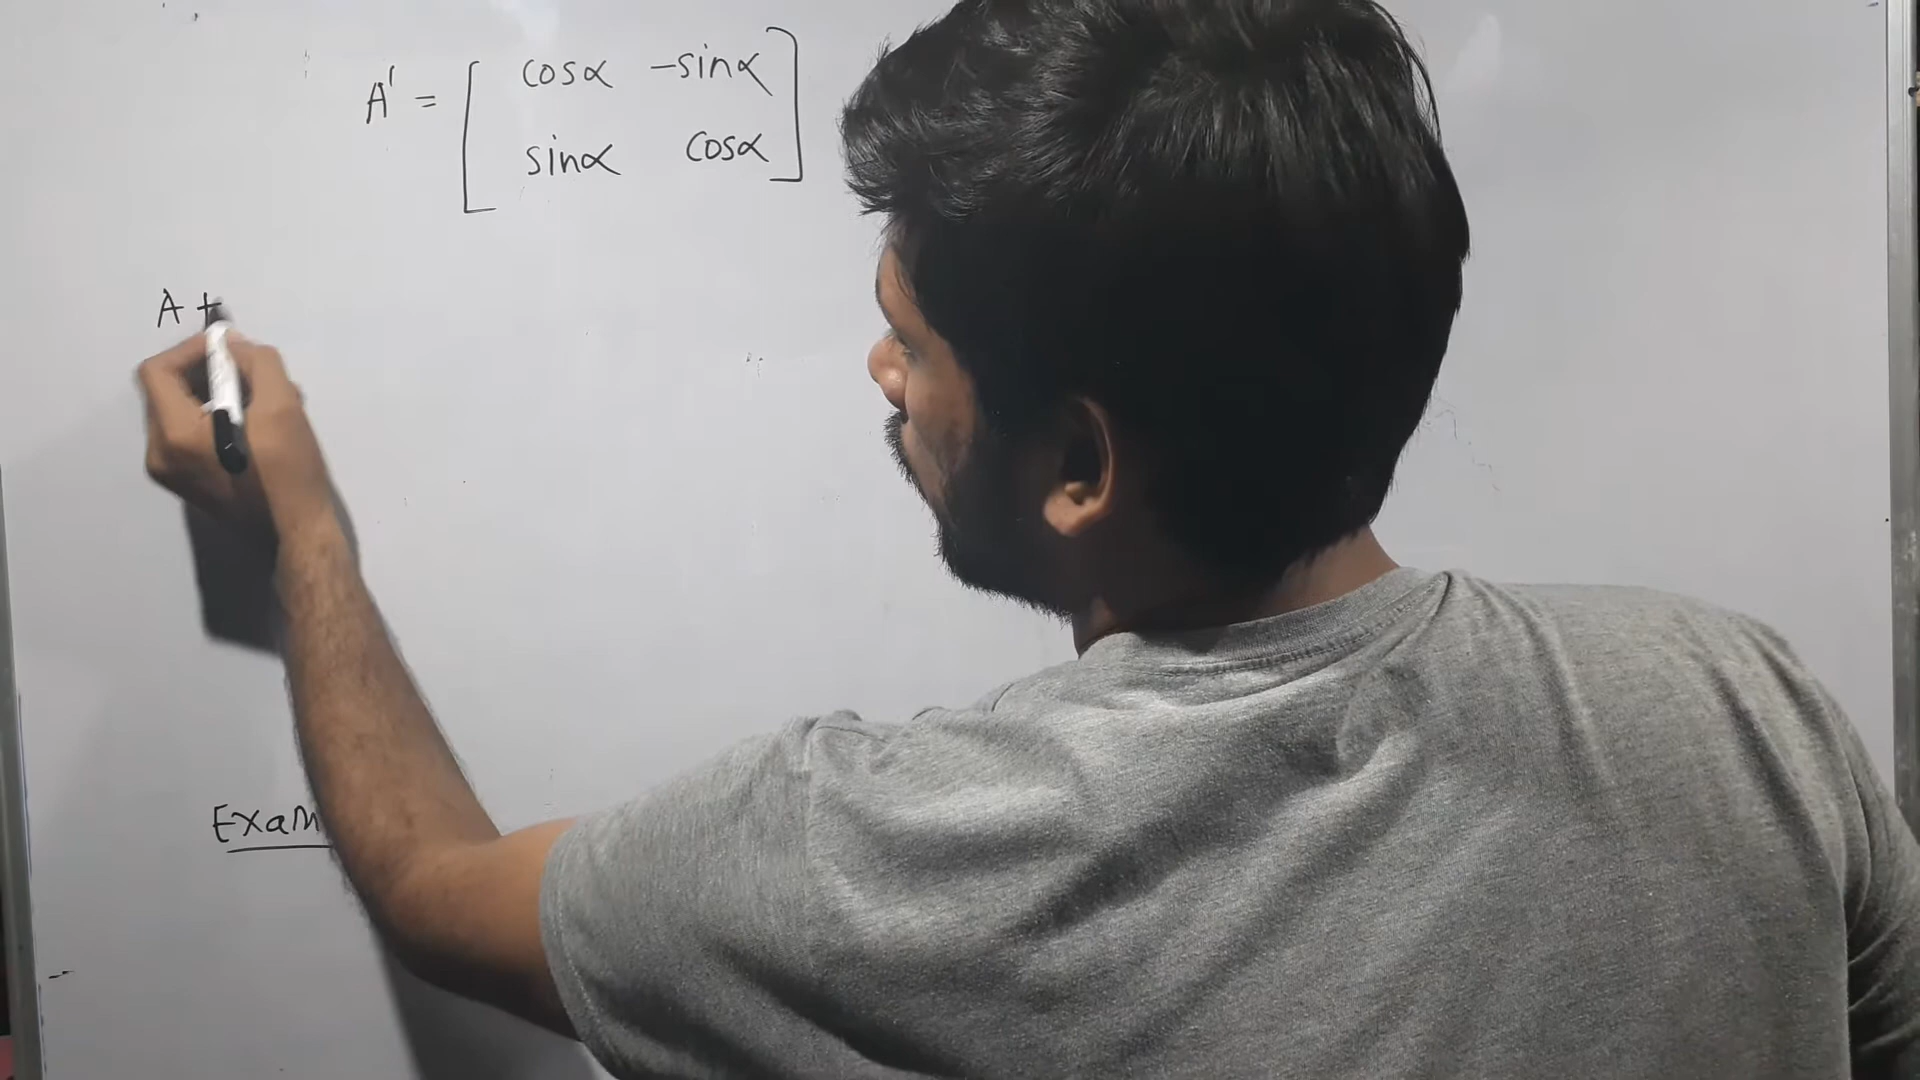 A' = [ cosα -sinα
sinα cosα ]
A +
Exam